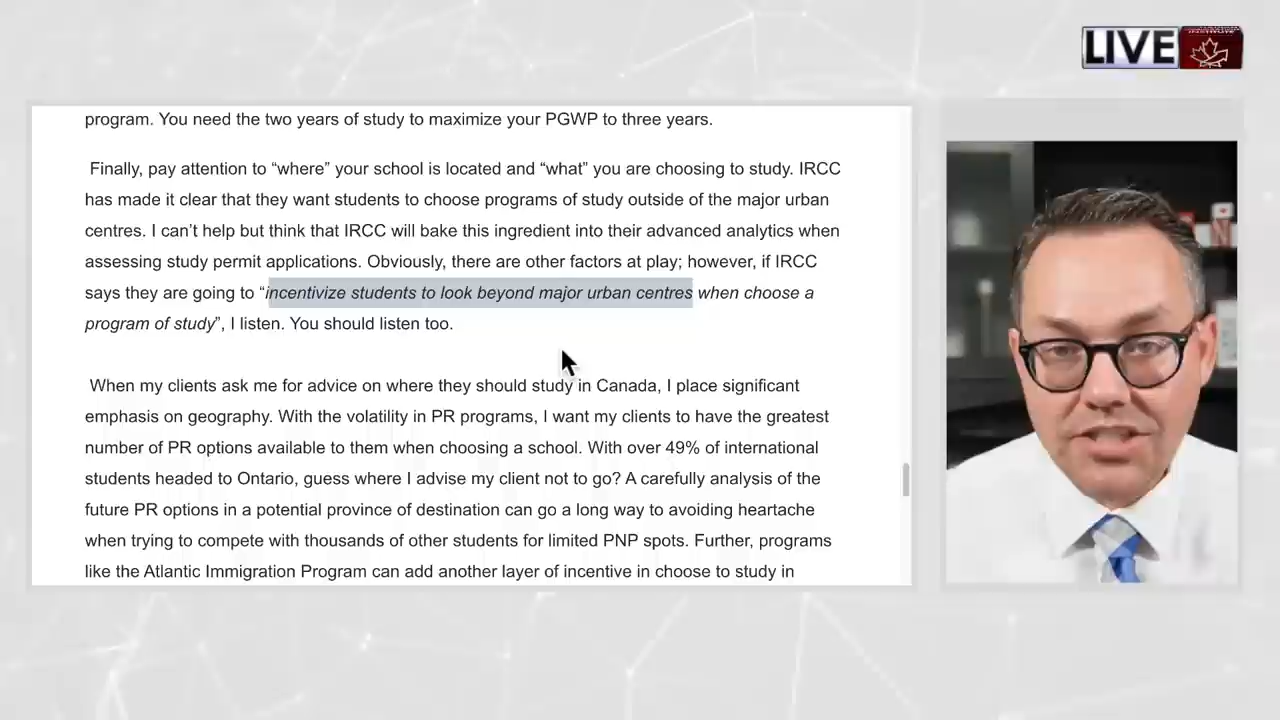 LIVE
program. You need the two years of study to maximize your PGWP to three years.
Finally, pay attention to “where” your school is located and “what” you are choosing to study. IRCC
has made it clear that they want students to choose programs of study outside of the major urban
centres. I can’t help but think that IRCC will bake this ingredient into their advanced analytics when
assessing study permit applications. Obviously, there are other factors at play; however, if IRCC
says they are going to “incentivize students to look beyond major urban centres when choose a
program of study”, I listen. You should listen too.
When my clients ask me for advice on where they should study in Canada, I place significant
emphasis on geography. With the volatility in PR programs, I want my clients to have the greatest
number of PR options available to them when choosing a school. With over 49% of international
students headed to Ontario, guess where I advise my client not to go? A carefully analysis of the
future PR options in a potential province of destination can go a long way to avoiding heartache
when trying to compete with thousands of other students for limited PNP spots. Further, programs
like the Atlantic Immigration Program can add another layer of incentive in choose to study in